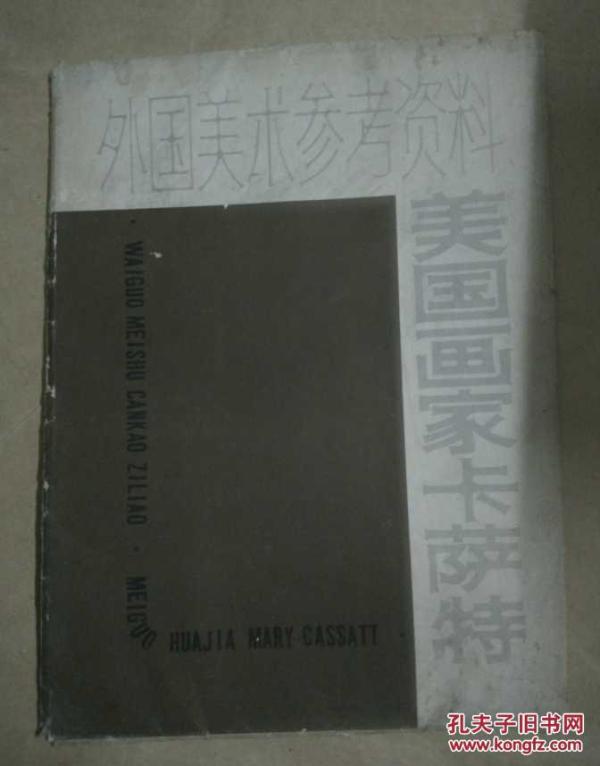 外国美术参考资料
美国画家卡萨特
· WAIGUO MEISHU CANKAO ZILIAO · MEIGUO HUAJIA MARY CASSATT ·
孔夫子旧书网
www.kongfz.com